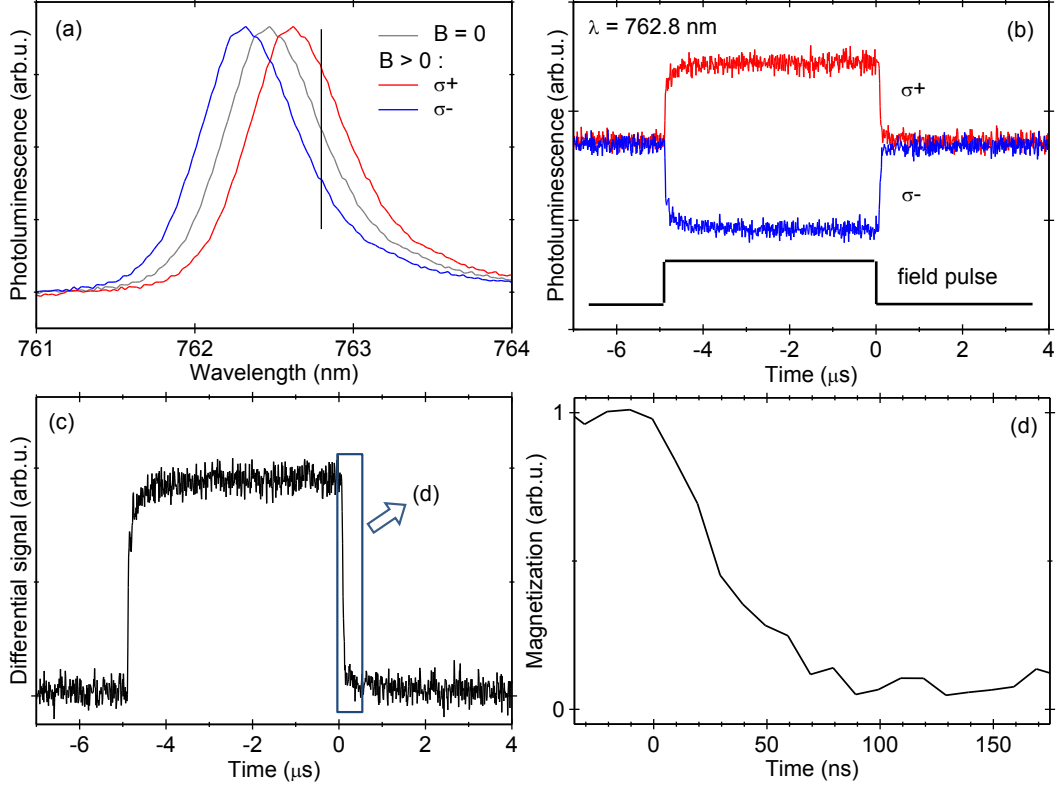 (a)
B = 0
B > 0 :
σ+
σ-
Photoluminescence (arb.u.)
761
762
763
764
Wavelength (nm)
(b)
λ = 762.8 nm
σ+
σ-
field pulse
Photoluminescence (arb.u.)
-6
-4
-2
0
2
4
Time (μs)
(c)
(d)
Differential signal (arb.u.)
-6
-4
-2
0
2
4
Time (μs)
(d)
1
0
Magnetization (arb.u.)
0
50
100
150
Time (ns)